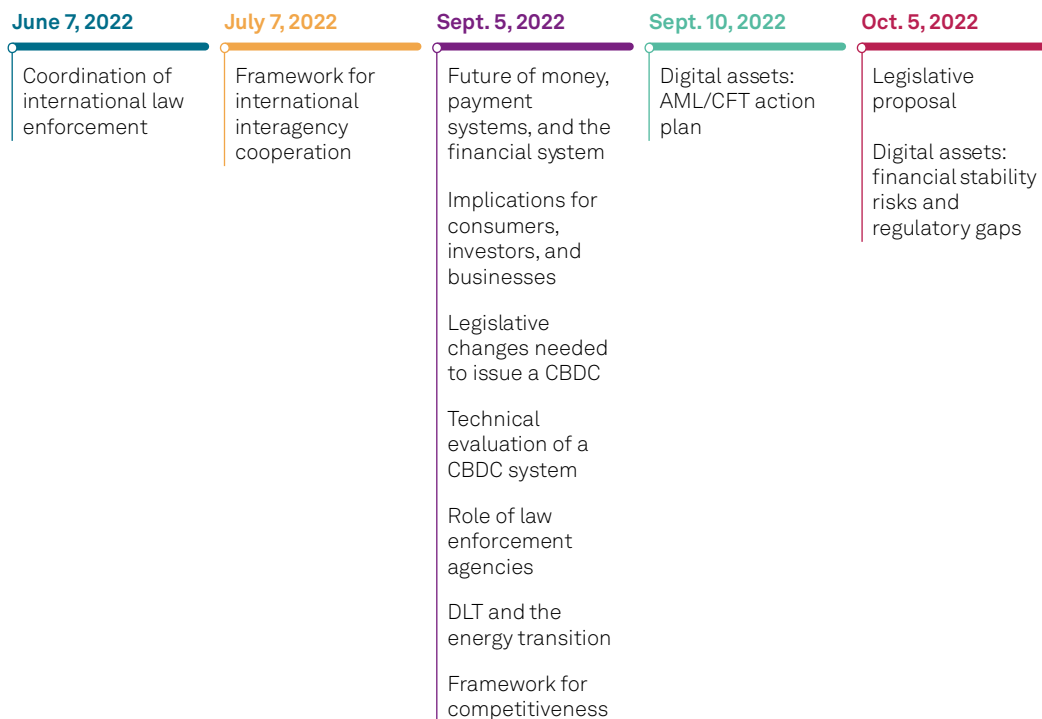 June 7, 2022
Coordination of
international law
enforcement
July 7, 2022
Framework for
international
interagency
cooperation
Sept. 5, 2022
Future of money,
payment
systems, and the
financial system
Implications for
consumers,
investors, and
businesses
Legislative
changes needed
to issue a CBDC
Technical
evaluation of a
CBDC system
Role of law
enforcement
agencies
DLT and the
energy transition
Framework for
competitiveness
Sept. 10, 2022
Digital assets:
AML/CFT action
plan
Oct. 5, 2022
Legislative
proposal
Digital assets:
financial stability
risks and
regulatory gaps